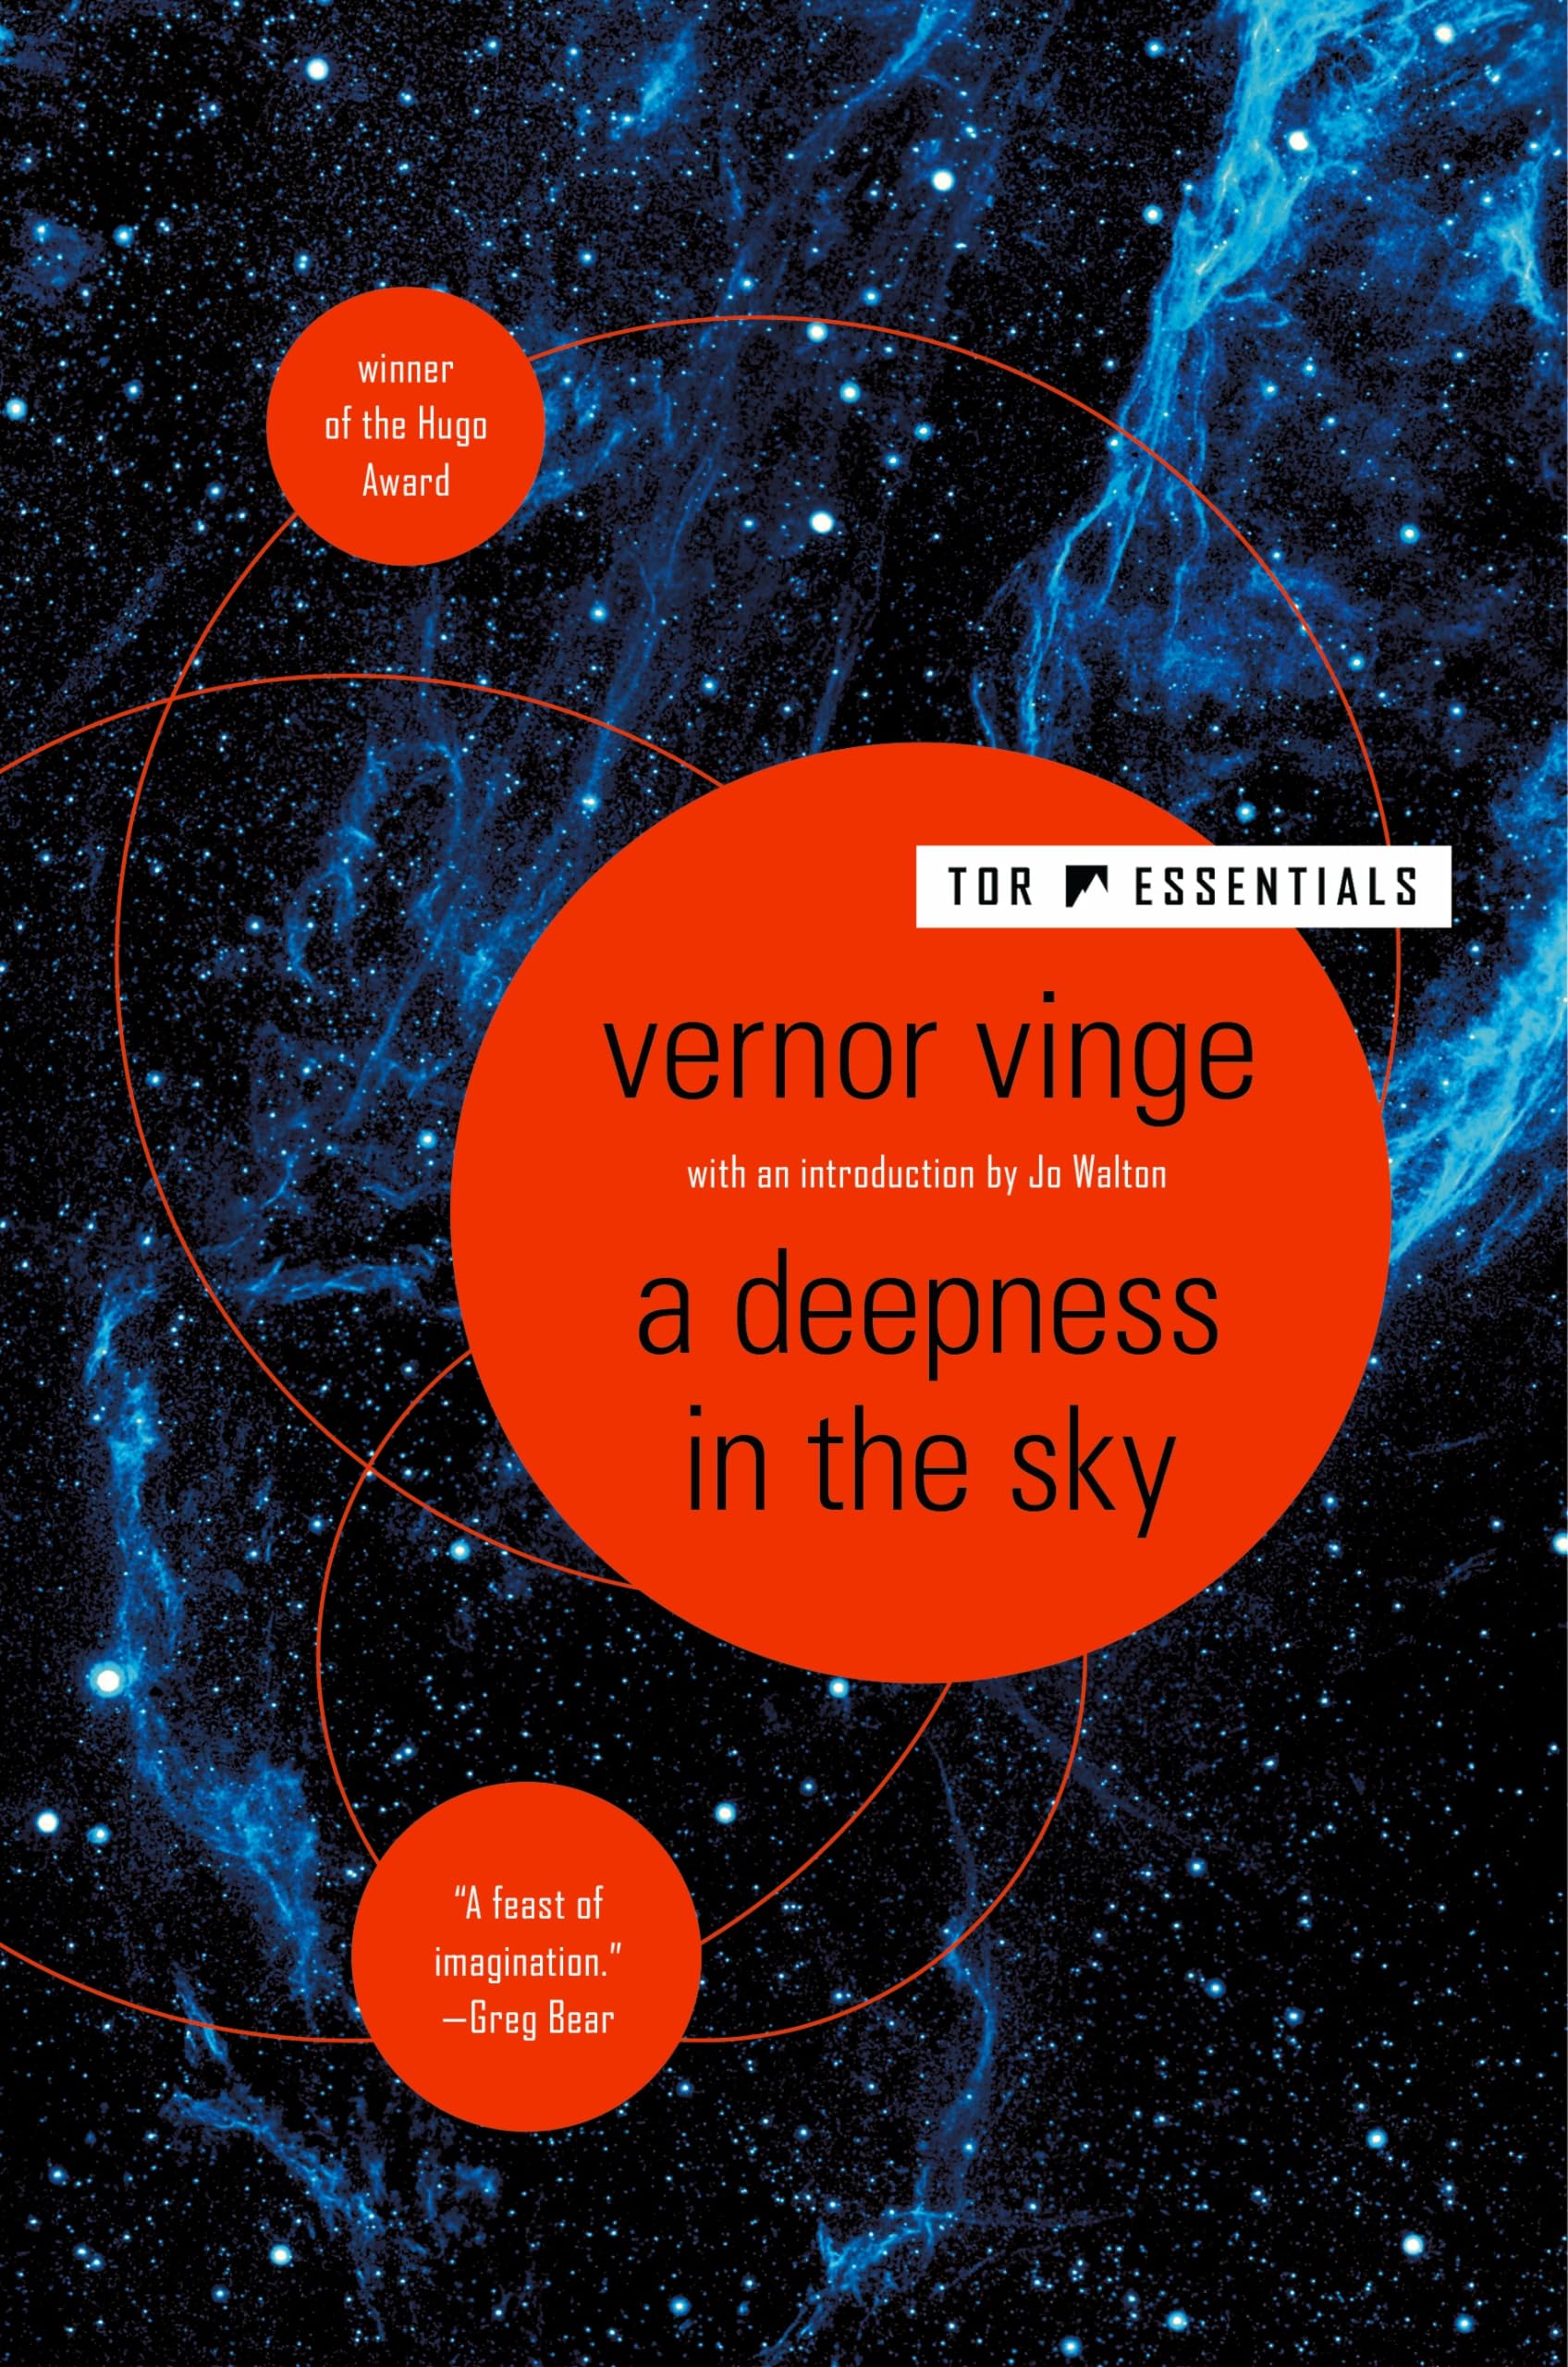 winner
of the Hugo
Award
TOR ESSENTIALS
vernor vinge
with an introduction by Jo Walton
a deepness
in the sky
“A feast of
imagination.”
—Greg Bear